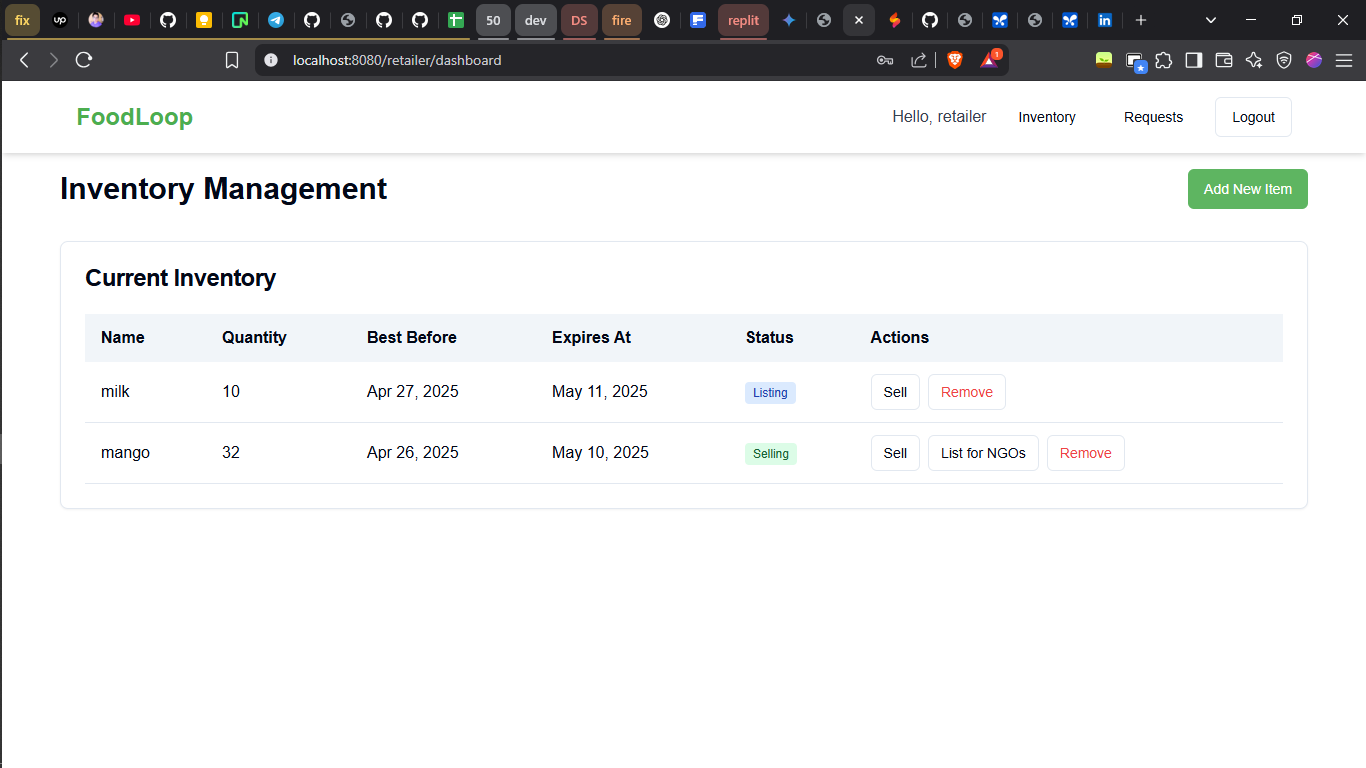 fix up 50 dev DS fire replit
localhost:8080/retailer/dashboard 1
FoodLoop Hello, retailer Inventory Requests Logout
Inventory Management Add New Item
Current Inventory
Name Quantity Best Before Expires At Status Actions
milk 10 Apr 27, 2025 May 11, 2025 Listing Sell Remove
mango 32 Apr 26, 2025 May 10, 2025 Selling Sell List for NGOs Remove